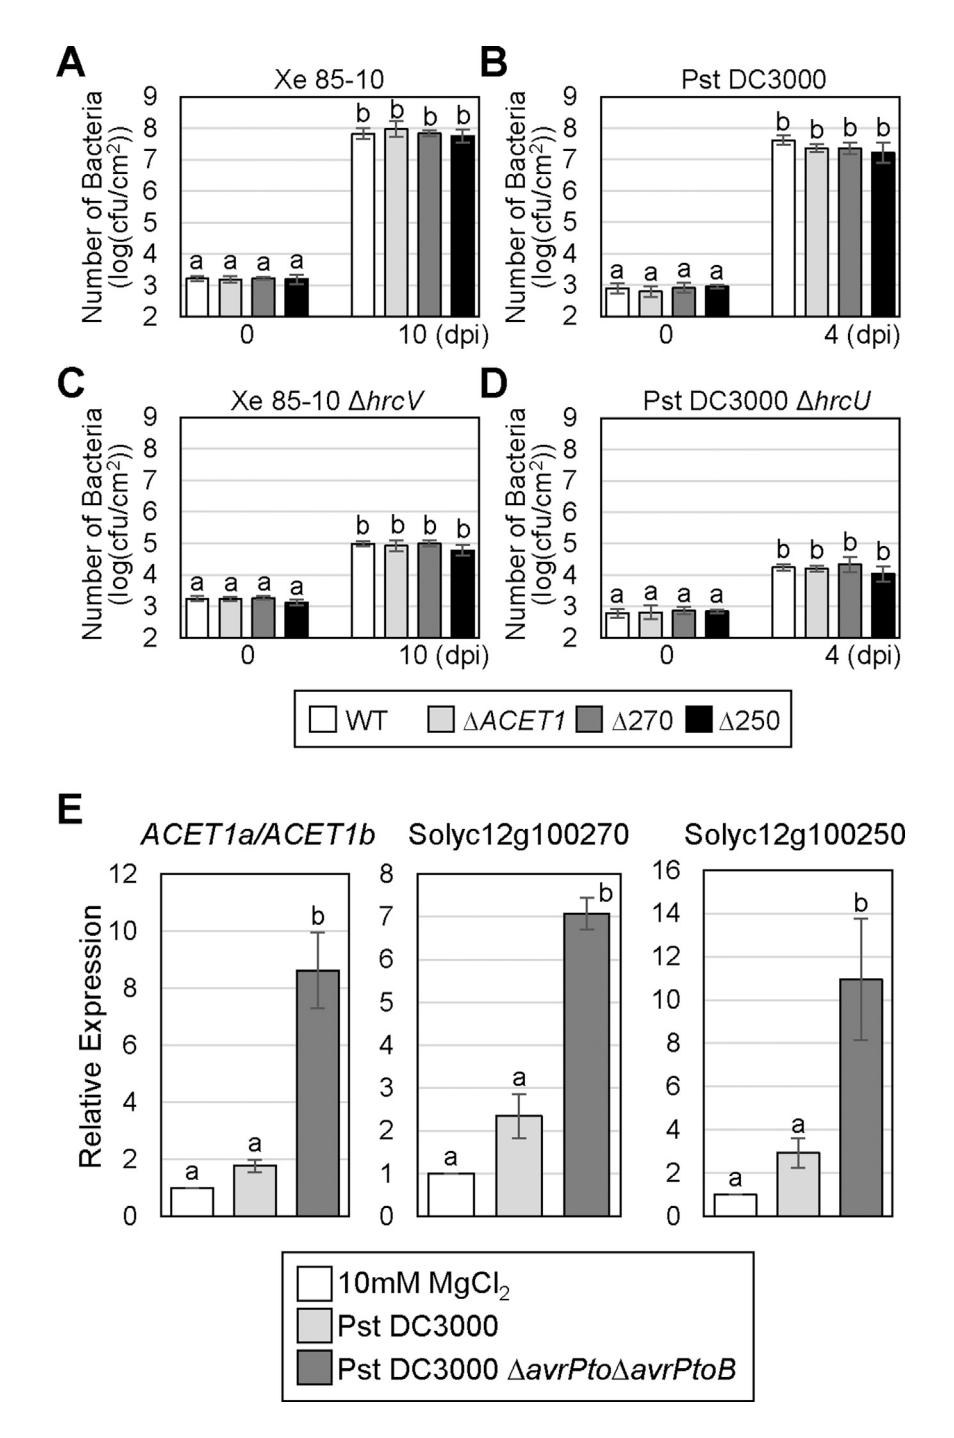 A
Xe 85-10
Number of Bacteria
(log(cfu/cm²))
9
8
7
6
5
4
3
2
a a a a
b b b b
0
10 (dpi)
B
Pst DC3000
Number of Bacteria
(log(cfu/cm²))
9
8
7
6
5
4
3
2
a a a a
b b b b
0
4 (dpi)
C
Xe 85-10 ΔhrcV
Number of Bacteria
(log(cfu/cm²))
9
8
7
6
5
4
3
2
a a a a
b b b b
0
10 (dpi)
D
Pst DC3000 ΔhrcU
Number of Bacteria
(log(cfu/cm²))
9
8
7
6
5
4
3
2
a a a a
b b b b
0
4 (dpi)
WT ΔACET1 Δ270 Δ250
E
ACET1a/ACET1b
Relative Expression
12
10
8
6
4
2
0
a a b
Solyc12g100270
8
7
6
5
4
3
2
1
0
a a b
Solyc12g100250
16
14
12
10
8
6
4
2
0
a a b
10mM MgCl₂
Pst DC3000
Pst DC3000 ΔavrPtoΔavrPtoB